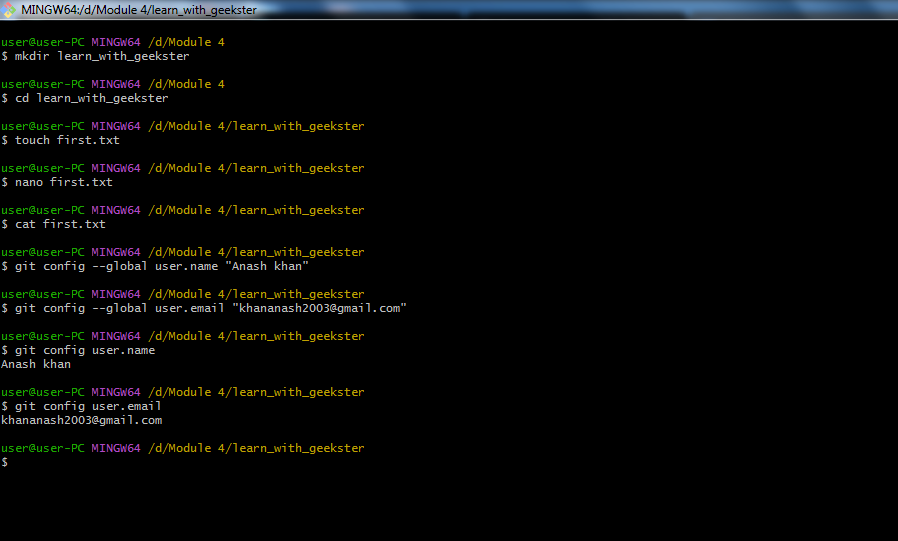 MINGW64:/d/Module 4/learn_with_geekster
user@user-PC MINGW64 /d/Module 4
$ mkdir learn_with_geekster
user@user-PC MINGW64 /d/Module 4
$ cd learn_with_geekster
user@user-PC MINGW64 /d/Module 4/learn_with_geekster
$ touch first.txt
user@user-PC MINGW64 /d/Module 4/learn_with_geekster
$ nano first.txt
user@user-PC MINGW64 /d/Module 4/learn_with_geekster
$ cat first.txt
user@user-PC MINGW64 /d/Module 4/learn_with_geekster
$ git config --global user.name "Anash khan"
user@user-PC MINGW64 /d/Module 4/learn_with_geekster
$ git config --global user.email "khananash2003@gmail.com"
user@user-PC MINGW64 /d/Module 4/learn_with_geekster
$ git config user.name
Anash khan
user@user-PC MINGW64 /d/Module 4/learn_with_geekster
$ git config user.email
khananash2003@gmail.com
user@user-PC MINGW64 /d/Module 4/learn_with_geekster
$